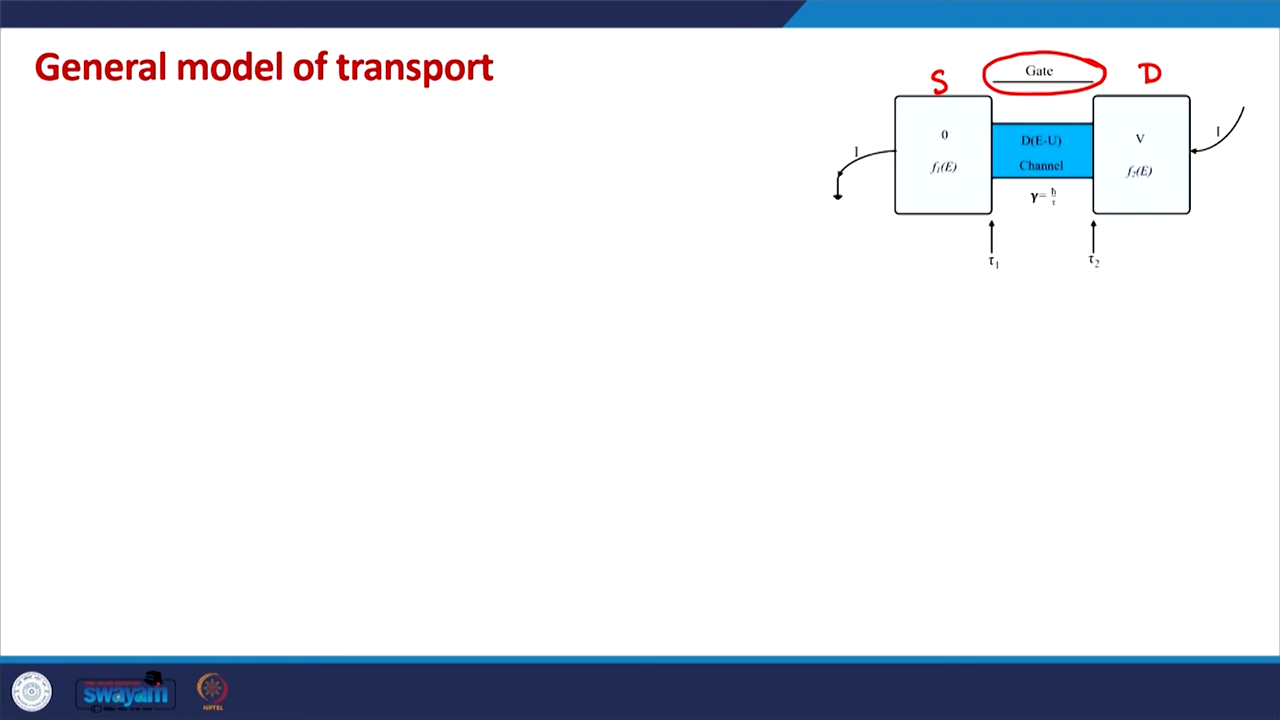 General model of transport
S
Gate
D
0
D(E-U)
V
I
f₁(E)
Channel
f₂(E)
I
γ= ħ/τ
τ₁
τ₂
swayam
NPTEL